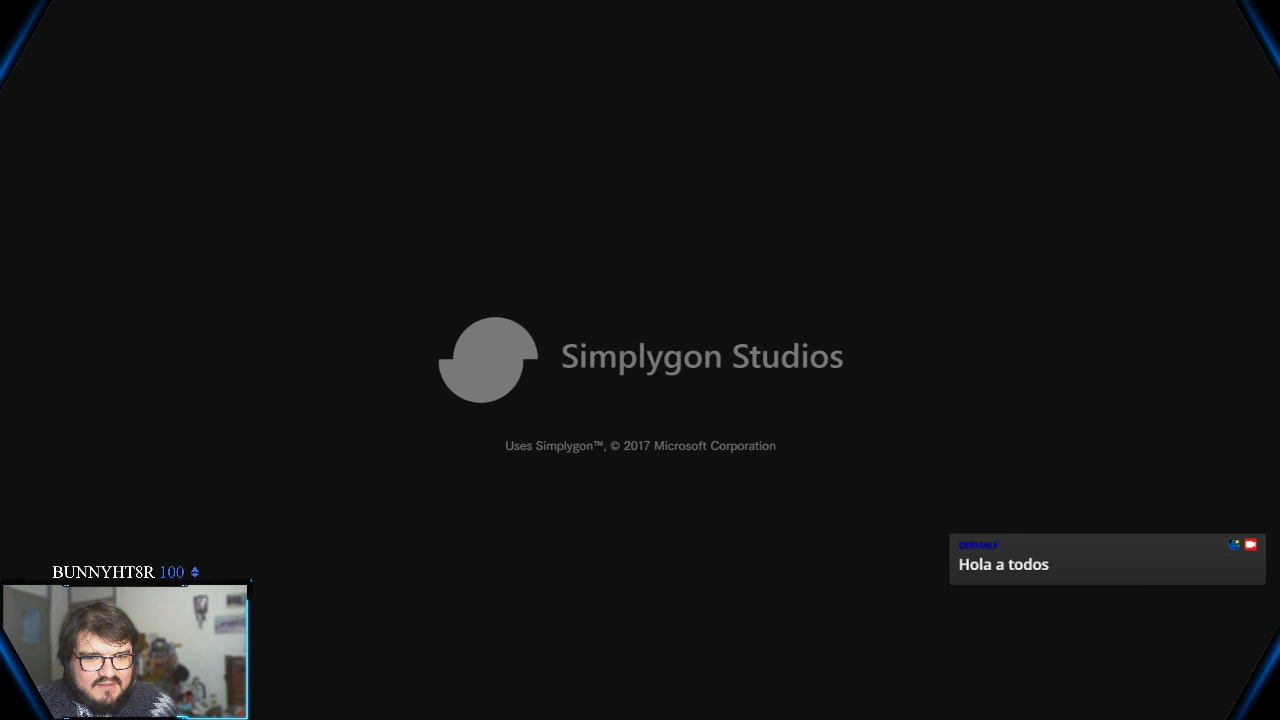 Simplygon Studios
Uses Simplygon™, © 2017 Microsoft Corporation
Hola a todos
BUNNYHT8R 100